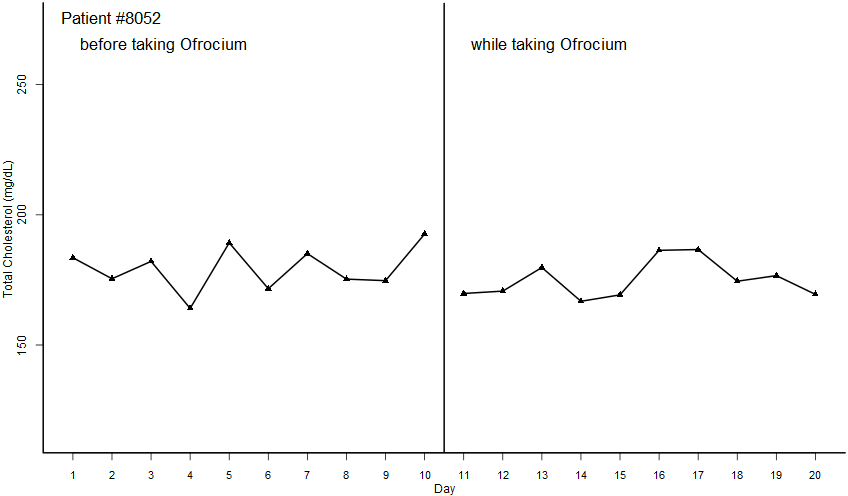 Patient #8052
before taking Ofrocium
while taking Ofrocium
Total Cholesterol (mg/dL)
250
200
150
1 2 3 4 5 6 7 8 9 10 11 12 13 14 15 16 17 18 19 20
Day